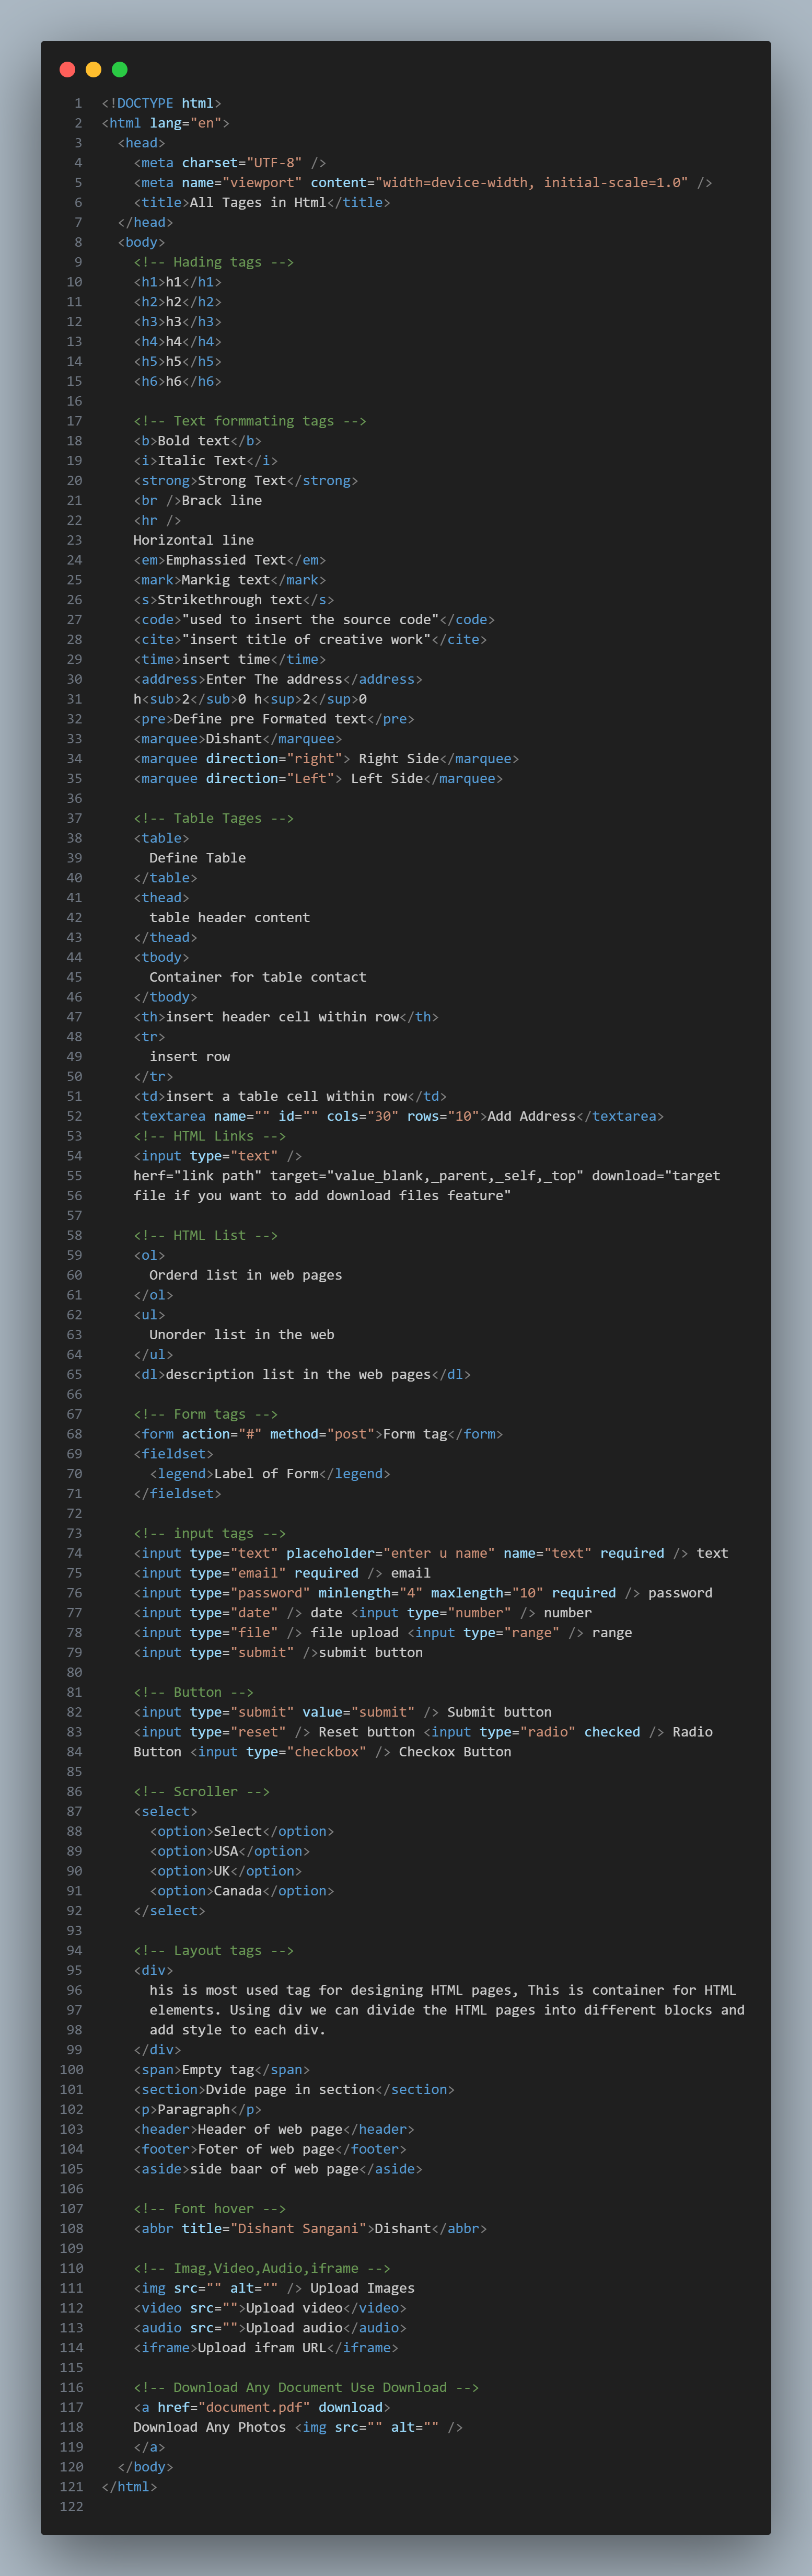 1 <!DOCTYPE html>
2 <html lang="en">
3   <head>
4     <meta charset="UTF-8" />
5     <meta name="viewport" content="width=device-width, initial-scale=1.0" />
6     <title>All Tages in Html</title>
7   </head>
8   <body>
9     <!-- Hading tags -->
10     <h1>h1</h1>
11     <h2>h2</h2>
12     <h3>h3</h3>
13     <h4>h4</h4>
14     <h5>h5</h5>
15     <h6>h6</h6>
16
17     <!-- Text formmating tags -->
18     <b>Bold text</b>
19     <i>Italic Text</i>
20     <strong>Strong Text</strong>
21     <br />Brack line
22     <hr />
23     Horizontal line
24     <em>Emphassied Text</em>
25     <mark>Markig text</mark>
26     <s>Strikethrough text</s>
27     <code>"used to insert the source code"</code>
28     <cite>"insert title of creative work"</cite>
29     <time>insert time</time>
30     <address>Enter The address</address>
31     h<sub>2</sub>0 h<sup>2</sup>0
32     <pre>Define pre Formated text</pre>
33     <marquee>Dishant</marquee>
34     <marquee direction="right"> Right Side</marquee>
35     <marquee direction="Left"> Left Side</marquee>
36
37     <!-- Table Tages -->
38     <table>
39       Define Table
40     </table>
41     <thead>
42       table header content
43     </thead>
44     <tbody>
45       Container for table contact
46     </tbody>
47     <th>insert header cell within row</th>
48     <tr>
49       insert row
50     </tr>
51     <td>insert a table cell within row</td>
52     <textarea name="" id="" cols="30" rows="10">Add Address</textarea>
53     <!-- HTML Links -->
54     <input type="text" />
55     herf="link path" target="value_blank,_parent,_self,_top" download="target
56     file if you want to add download files feature"
57
58     <!-- HTML List -->
59     <ol>
60       Orderd list in web pages
61     </ol>
62     <ul>
63       Unorder list in the web
64     </ul>
65     <dl>description list in the web pages</dl>
66
67     <!-- Form tags -->
68     <form action="#" method="post">Form tag</form>
69     <fieldset>
70       <legend>Label of Form</legend>
71     </fieldset>
72
73     <!-- input tags -->
74     <input type="text" placeholder="enter u name" name="text" required /> text
75     <input type="email" required /> email
76     <input type="password" minlength="4" maxlength="10" required /> password
77     <input type="date" /> date <input type="number" /> number
78     <input type="file" /> file upload <input type="range" /> range
79     <input type="submit" />submit button
80
81     <!-- Button -->
82     <input type="submit" value="submit" /> Submit button
83     <input type="reset" /> Reset button <input type="radio" checked /> Radio
84     Button <input type="checkbox" /> Checkox Button
85
86     <!-- Scroller -->
87     <select>
88       <option>Select</option>
89       <option>USA</option>
90       <option>UK</option>
91       <option>Canada</option>
92     </select>
93
94     <!-- Layout tags -->
95     <div>
96       his is most used tag for designing HTML pages, This is container for HTML
97       elements. Using div we can divide the HTML pages into different blocks and
98       add style to each div.
99     </div>
100     <span>Empty tag</span>
101     <section>Dvide page in section</section>
102     <p>Paragraph</p>
103     <header>Header of web page</header>
104     <footer>Foter of web page</footer>
105     <aside>side baar of web page</aside>
106
107     <!-- Font hover -->
108     <abbr title="Dishant Sangani">Dishant</abbr>
109
110     <!-- Imag,Video,Audio,iframe -->
111     <img src="" alt="" /> Upload Images
112     <video src="">Upload video</video>
113     <audio src="">Upload audio</audio>
114     <iframe>Upload ifram URL</iframe>
115
116     <!-- Download Any Document Use Download -->
117     <a href="document.pdf" download>
118     Download Any Photos <img src="" alt="" />
119     </a>
120   </body>
121 </html>
122